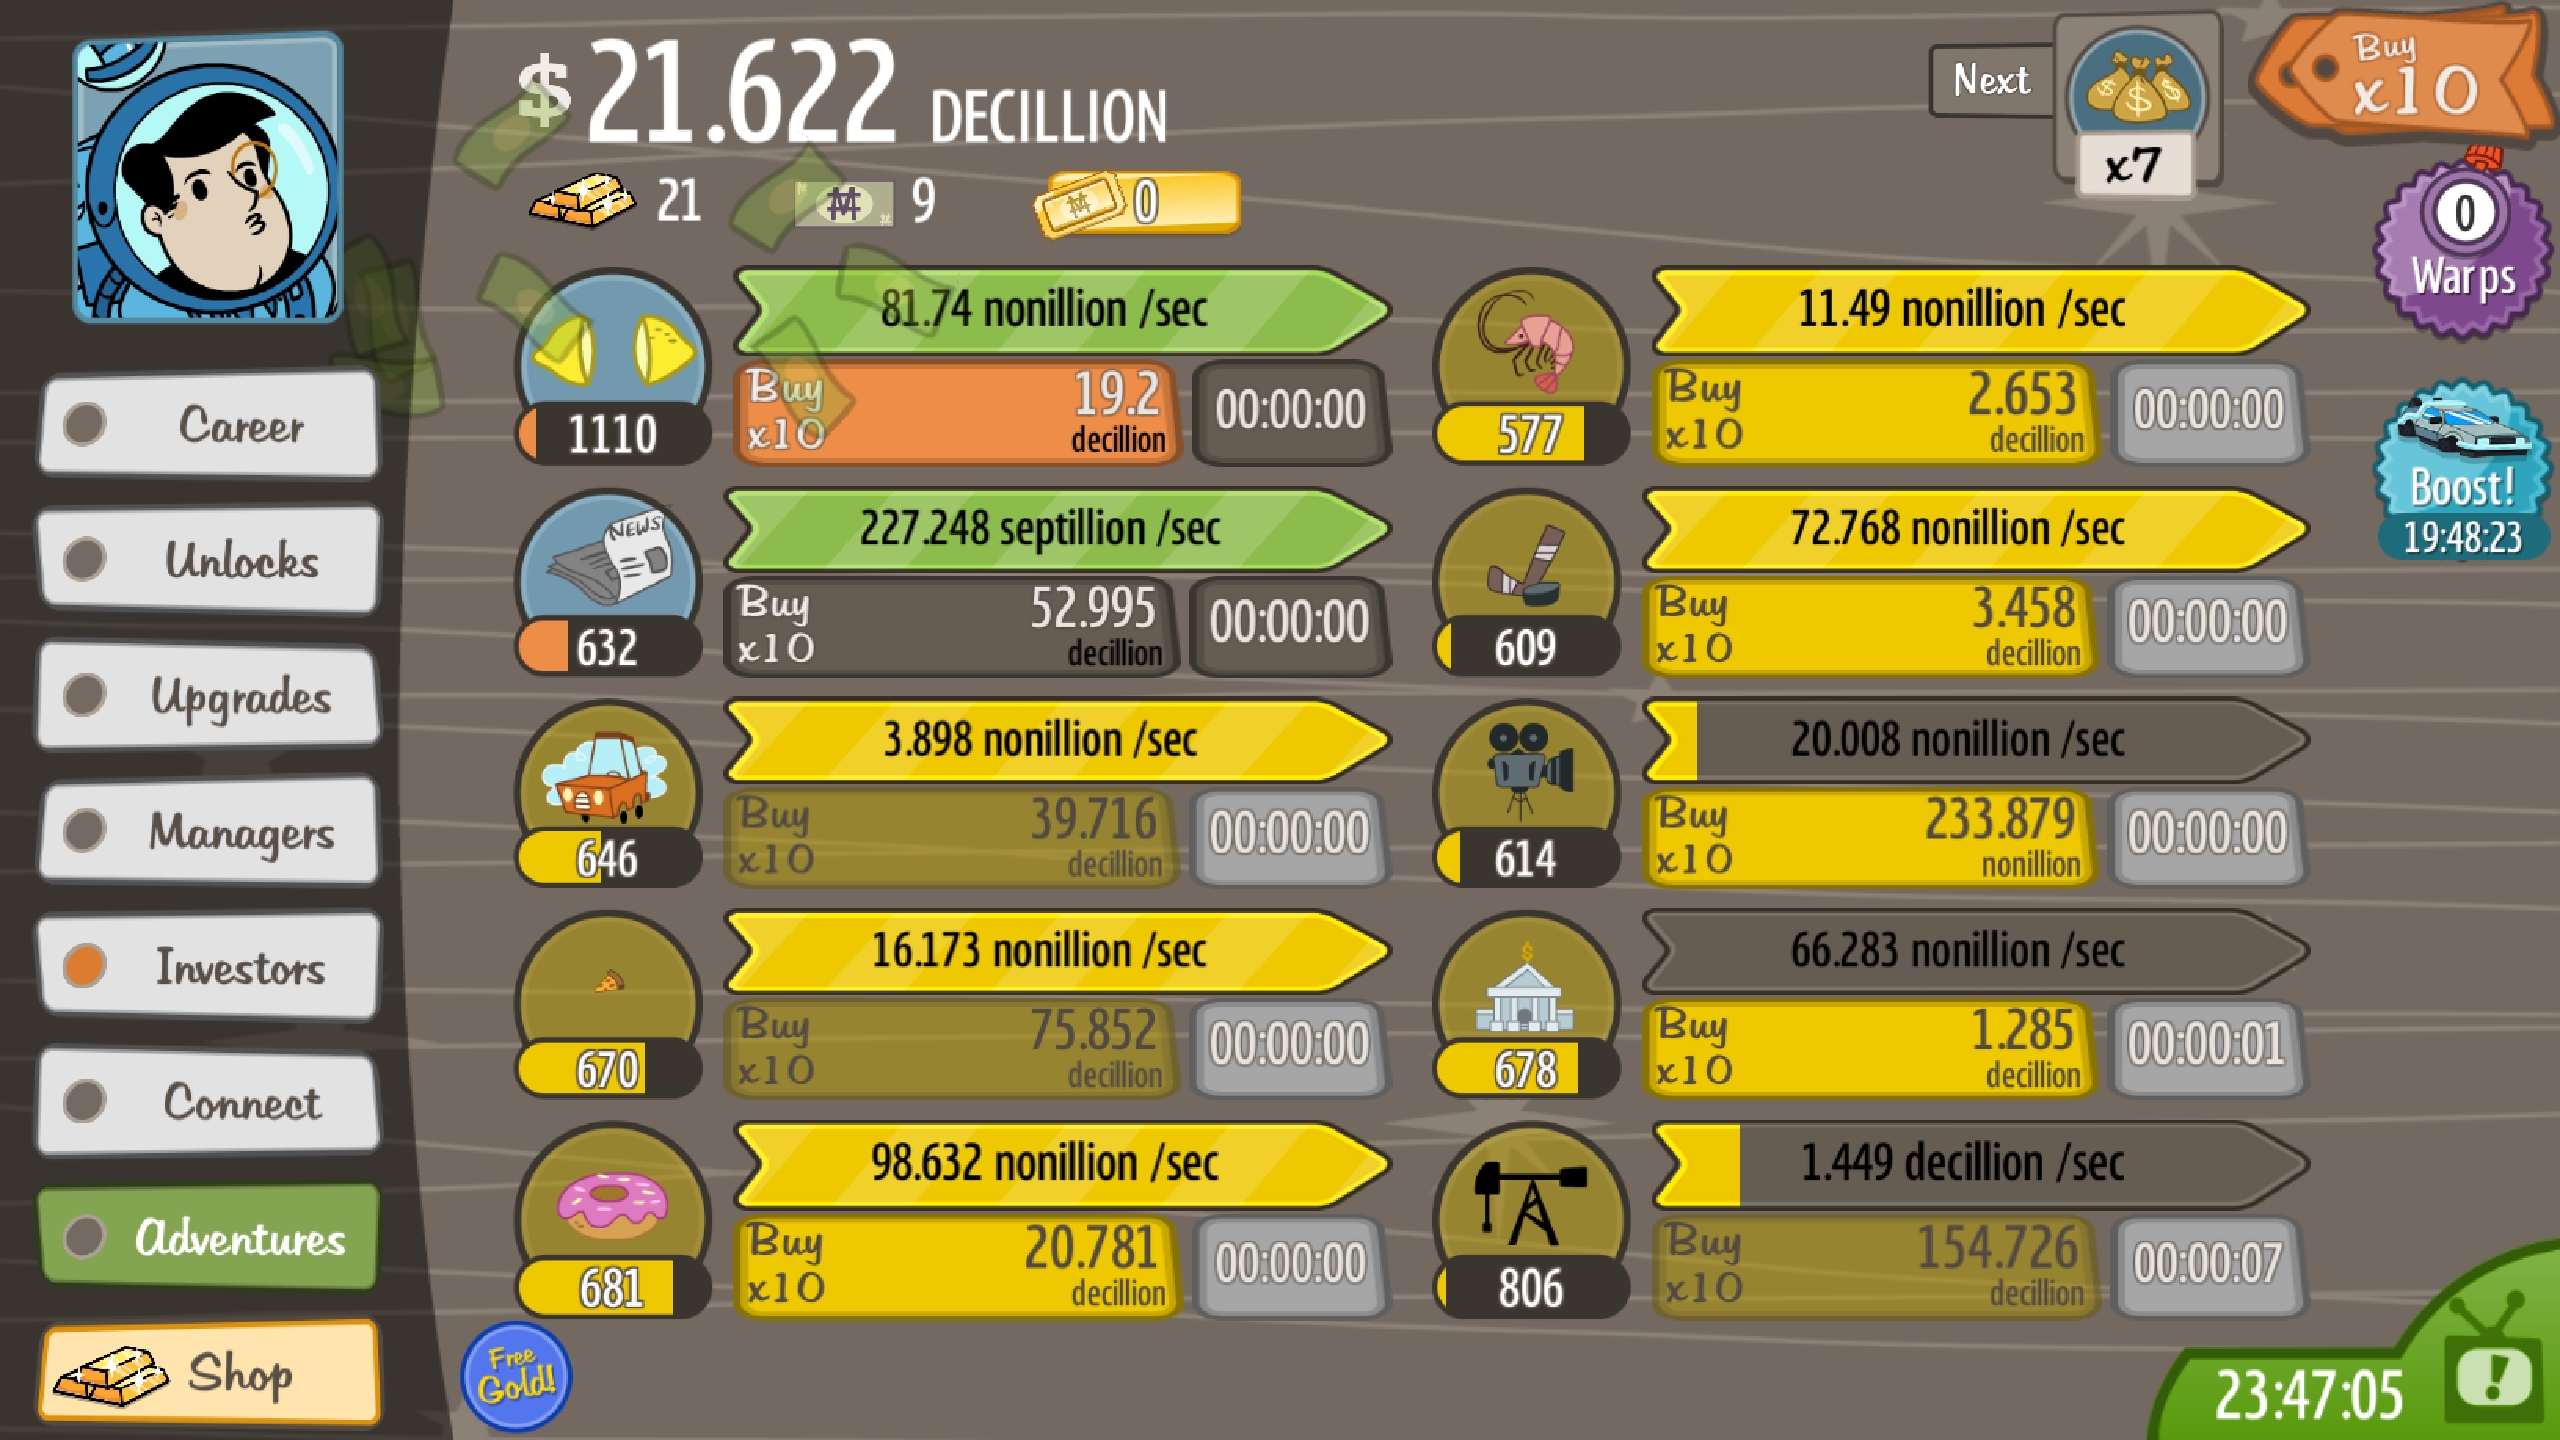 $21.622 DECILLION
21
9
0
Next
x7
Buy
x10
0
Warps
Boost!
19:48:23
Career
Unlocks
Upgrades
Managers
Investors
Connect
Adventures
Shop
81.74 nonillion /sec
Buy
x10
19.2
decillion
00:00:00
1110
NEWS
227.248 septillion /sec
Buy
x10
52.995
decillion
00:00:00
632
3.898 nonillion /sec
Buy
x10
39.716
decillion
00:00:00
646
16.173 nonillion /sec
Buy
x10
75.852
decillion
00:00:00
670
98.632 nonillion /sec
Buy
x10
20.781
decillion
00:00:00
681
11.49 nonillion /sec
Buy
x10
2.653
decillion
00:00:00
577
72.768 nonillion /sec
Buy
x10
3.458
decillion
00:00:00
609
20.008 nonillion /sec
Buy
x10
233.879
nonillion
00:00:00
614
66.283 nonillion /sec
Buy
x10
1.285
decillion
00:00:01
678
1.449 decillion /sec
Buy
x10
154.726
decillion
00:00:07
806
Free
Gold!
23:47:05
!